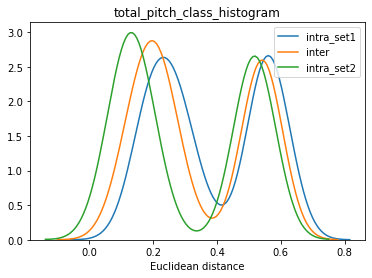 total_pitch_class_histogram
intra_set1
inter
intra_set2
3.0
2.5
2.0
1.5
1.0
0.5
0.0
0.0 0.2 0.4 0.6 0.8
Euclidean distance